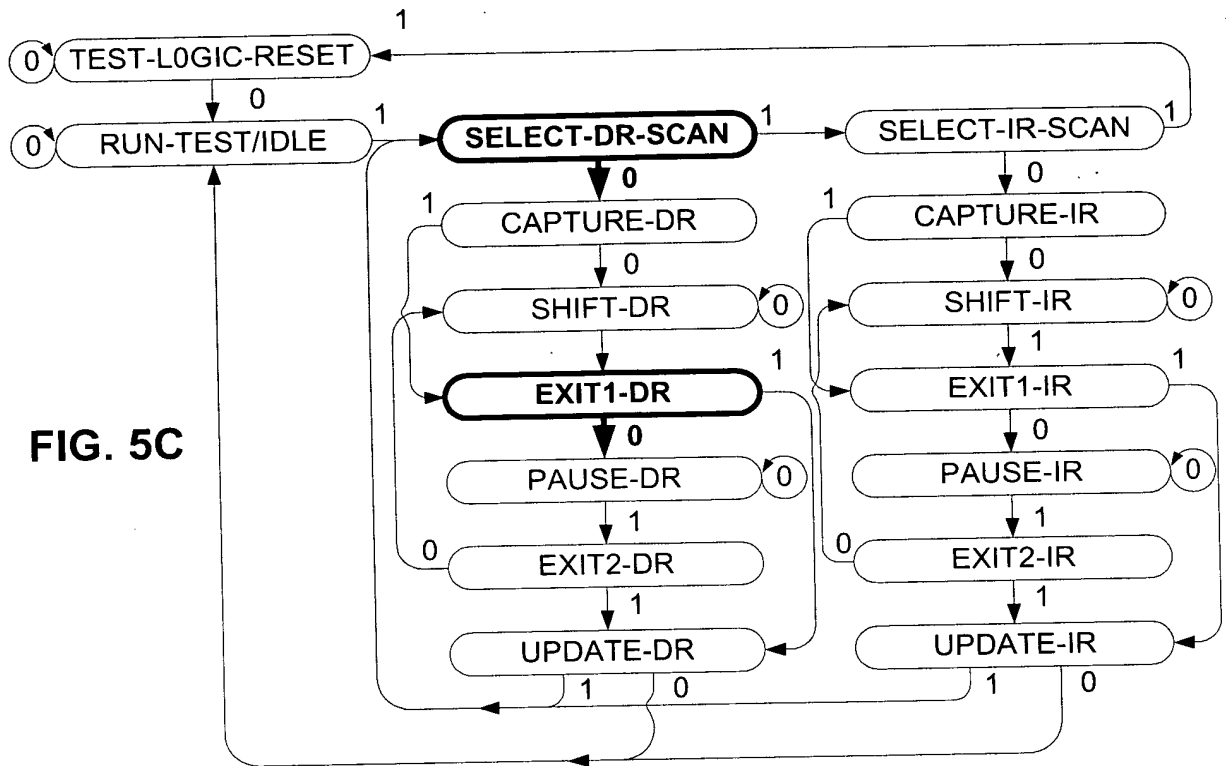 1
0 TEST-L0GIC-RESET
0
0 RUN-TEST/IDLE 1 SELECT-DR-SCAN 1 SELECT-IR-SCAN 1
0 0
1 CAPTURE-DR 1 CAPTURE-IR
0 0
SHIFT-DR 0 SHIFT-IR 0
1
EXIT1-DR 1 EXIT1-IR 1
FIG. 5C
0 0
PAUSE-DR 0 PAUSE-IR 0
1 1
0 EXIT2-DR 0 EXIT2-IR
1 1
UPDATE-DR UPDATE-IR
1 0 1 0